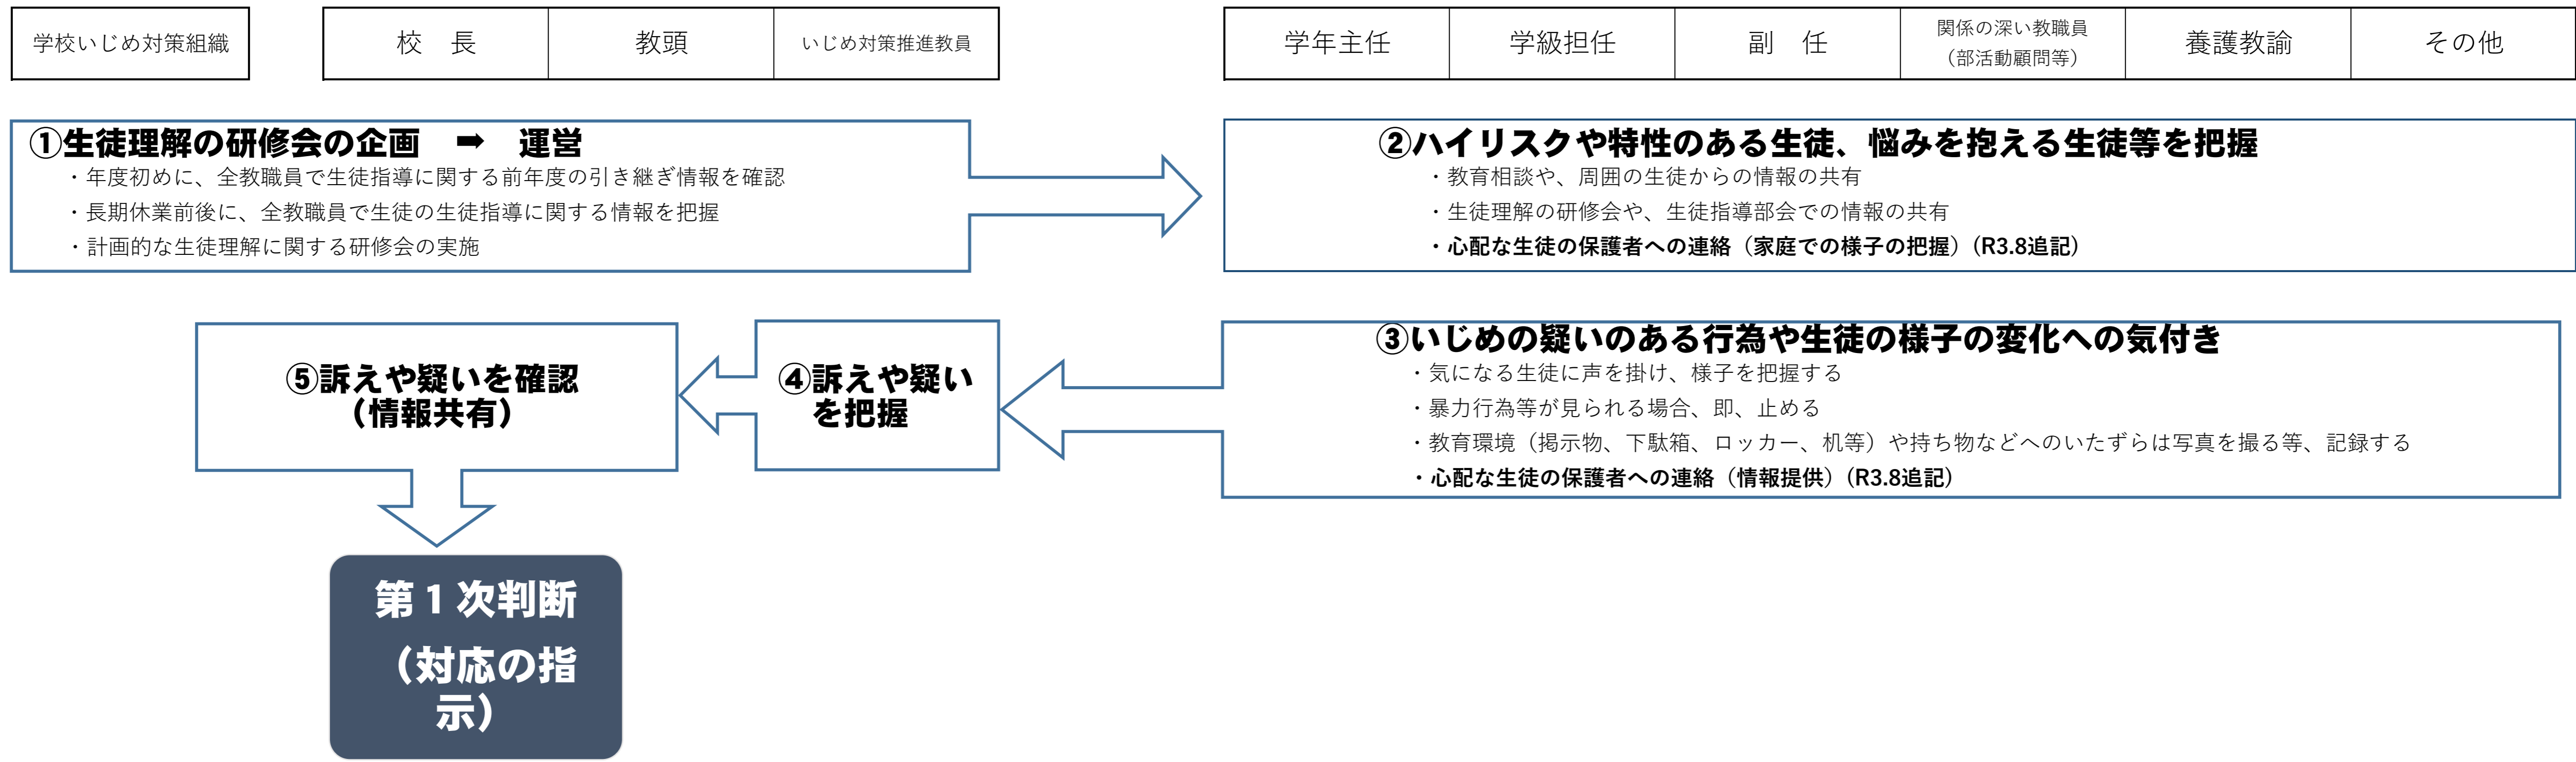 学校いじめ対策組織
校　長
教頭
いじめ対策推進教員
学年主任
学級担任
副　任
関係の深い教職員
（部活動顧問等）
養護教諭
その他
①生徒理解の研修会の企画　➡　運営
・年度初めに、全教職員で生徒指導に関する前年度の引き継ぎ情報を確認
・長期休業前後に、全教職員で生徒の生徒指導に関する情報を把握
・計画的な生徒理解に関する研修会の実施
②ハイリスクや特性のある生徒、悩みを抱える生徒等を把握
・教育相談や、周囲の生徒からの情報の共有
・生徒理解の研修会や、生徒指導部会での情報の共有
・心配な生徒の保護者への連絡（家庭での様子の把握）(R3.8追記)
③いじめの疑いのある行為や生徒の様子の変化への気付き
・気になる生徒に声を掛け、様子を把握する
・暴力行為等が見られる場合、即、止める
・教育環境（掲示物、下駄箱、ロッカー、机等）や持ち物などへのいたずらは写真を撮る等、記録する
・心配な生徒の保護者への連絡（情報提供）(R3.8追記)
④訴えや疑い
を把握
⑤訴えや疑いを確認
（情報共有）
第１次判断
（対応の指
示）